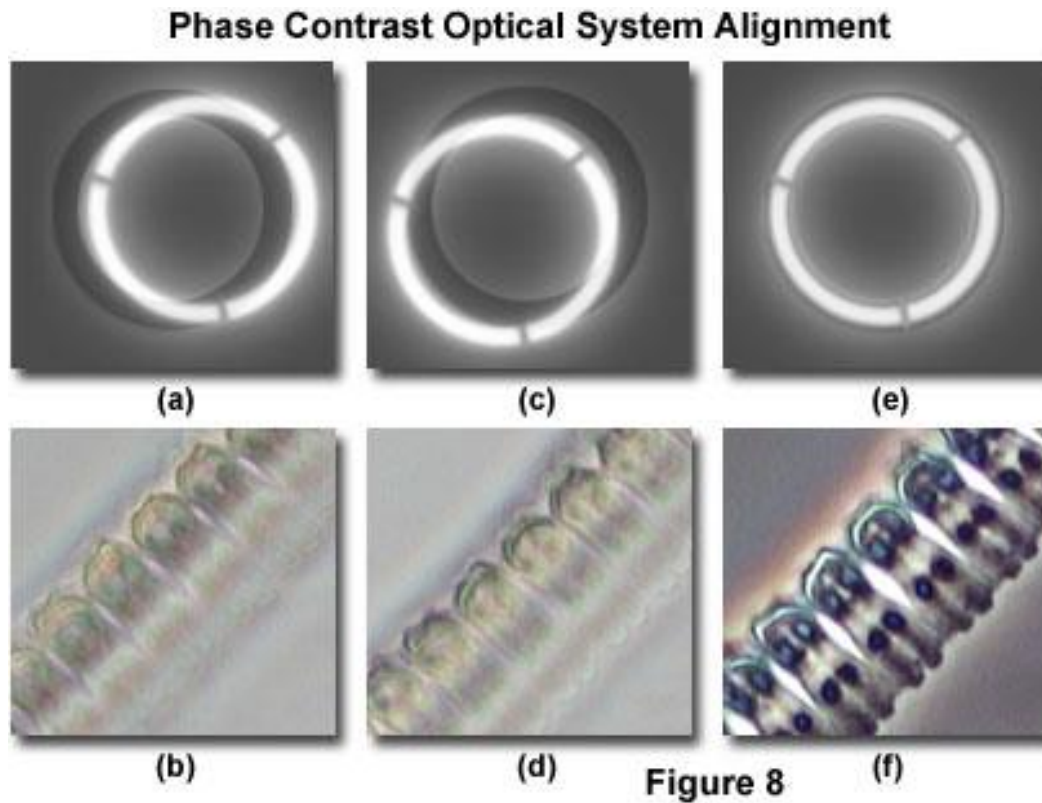 Phase Contrast Optical System Alignment
(a) (c) (e)
(b) (d) (f)
Figure 8